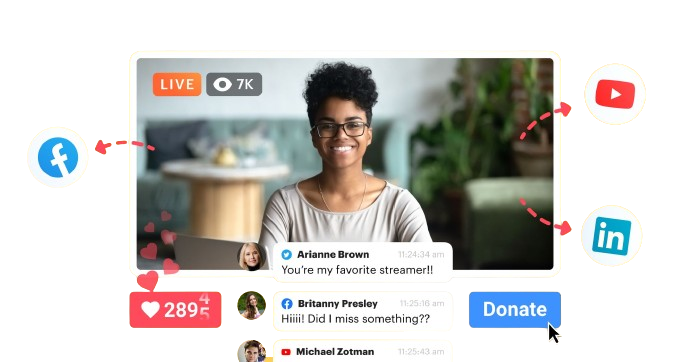 LIVE 7K
Arianne Brown 11:24:34 am
You're my favorite streamer!!
289
Britanny Presley 11:25:16 am
Hiiii! Did I miss something??
Donate
Michael Zotman 11:25:43 am
in